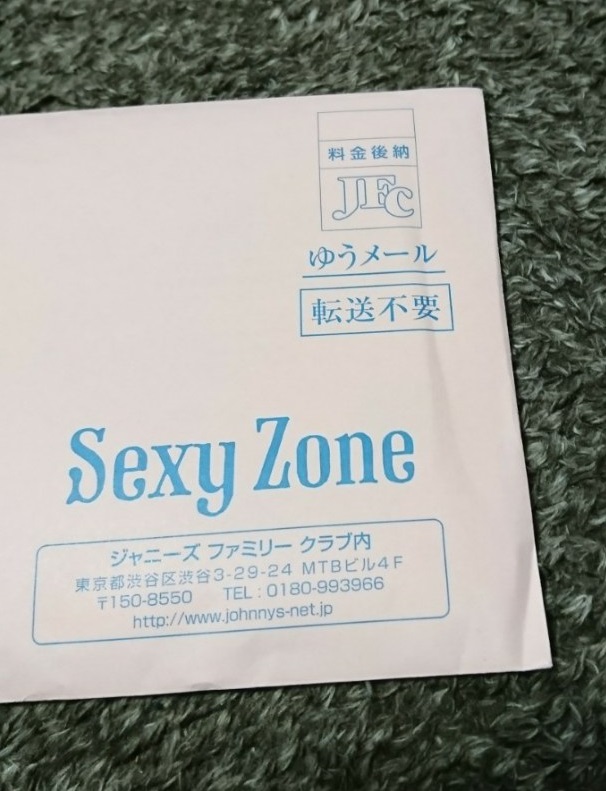 料金後納
JFC
ゆうメール
転送不要
Sexy Zone
ジャニーズ ファミリー クラブ内
東京都渋谷区渋谷3-29-24 MTBビル4F
〒150-8550 TEL : 0180-993966
http://www.johnnys-net.jp